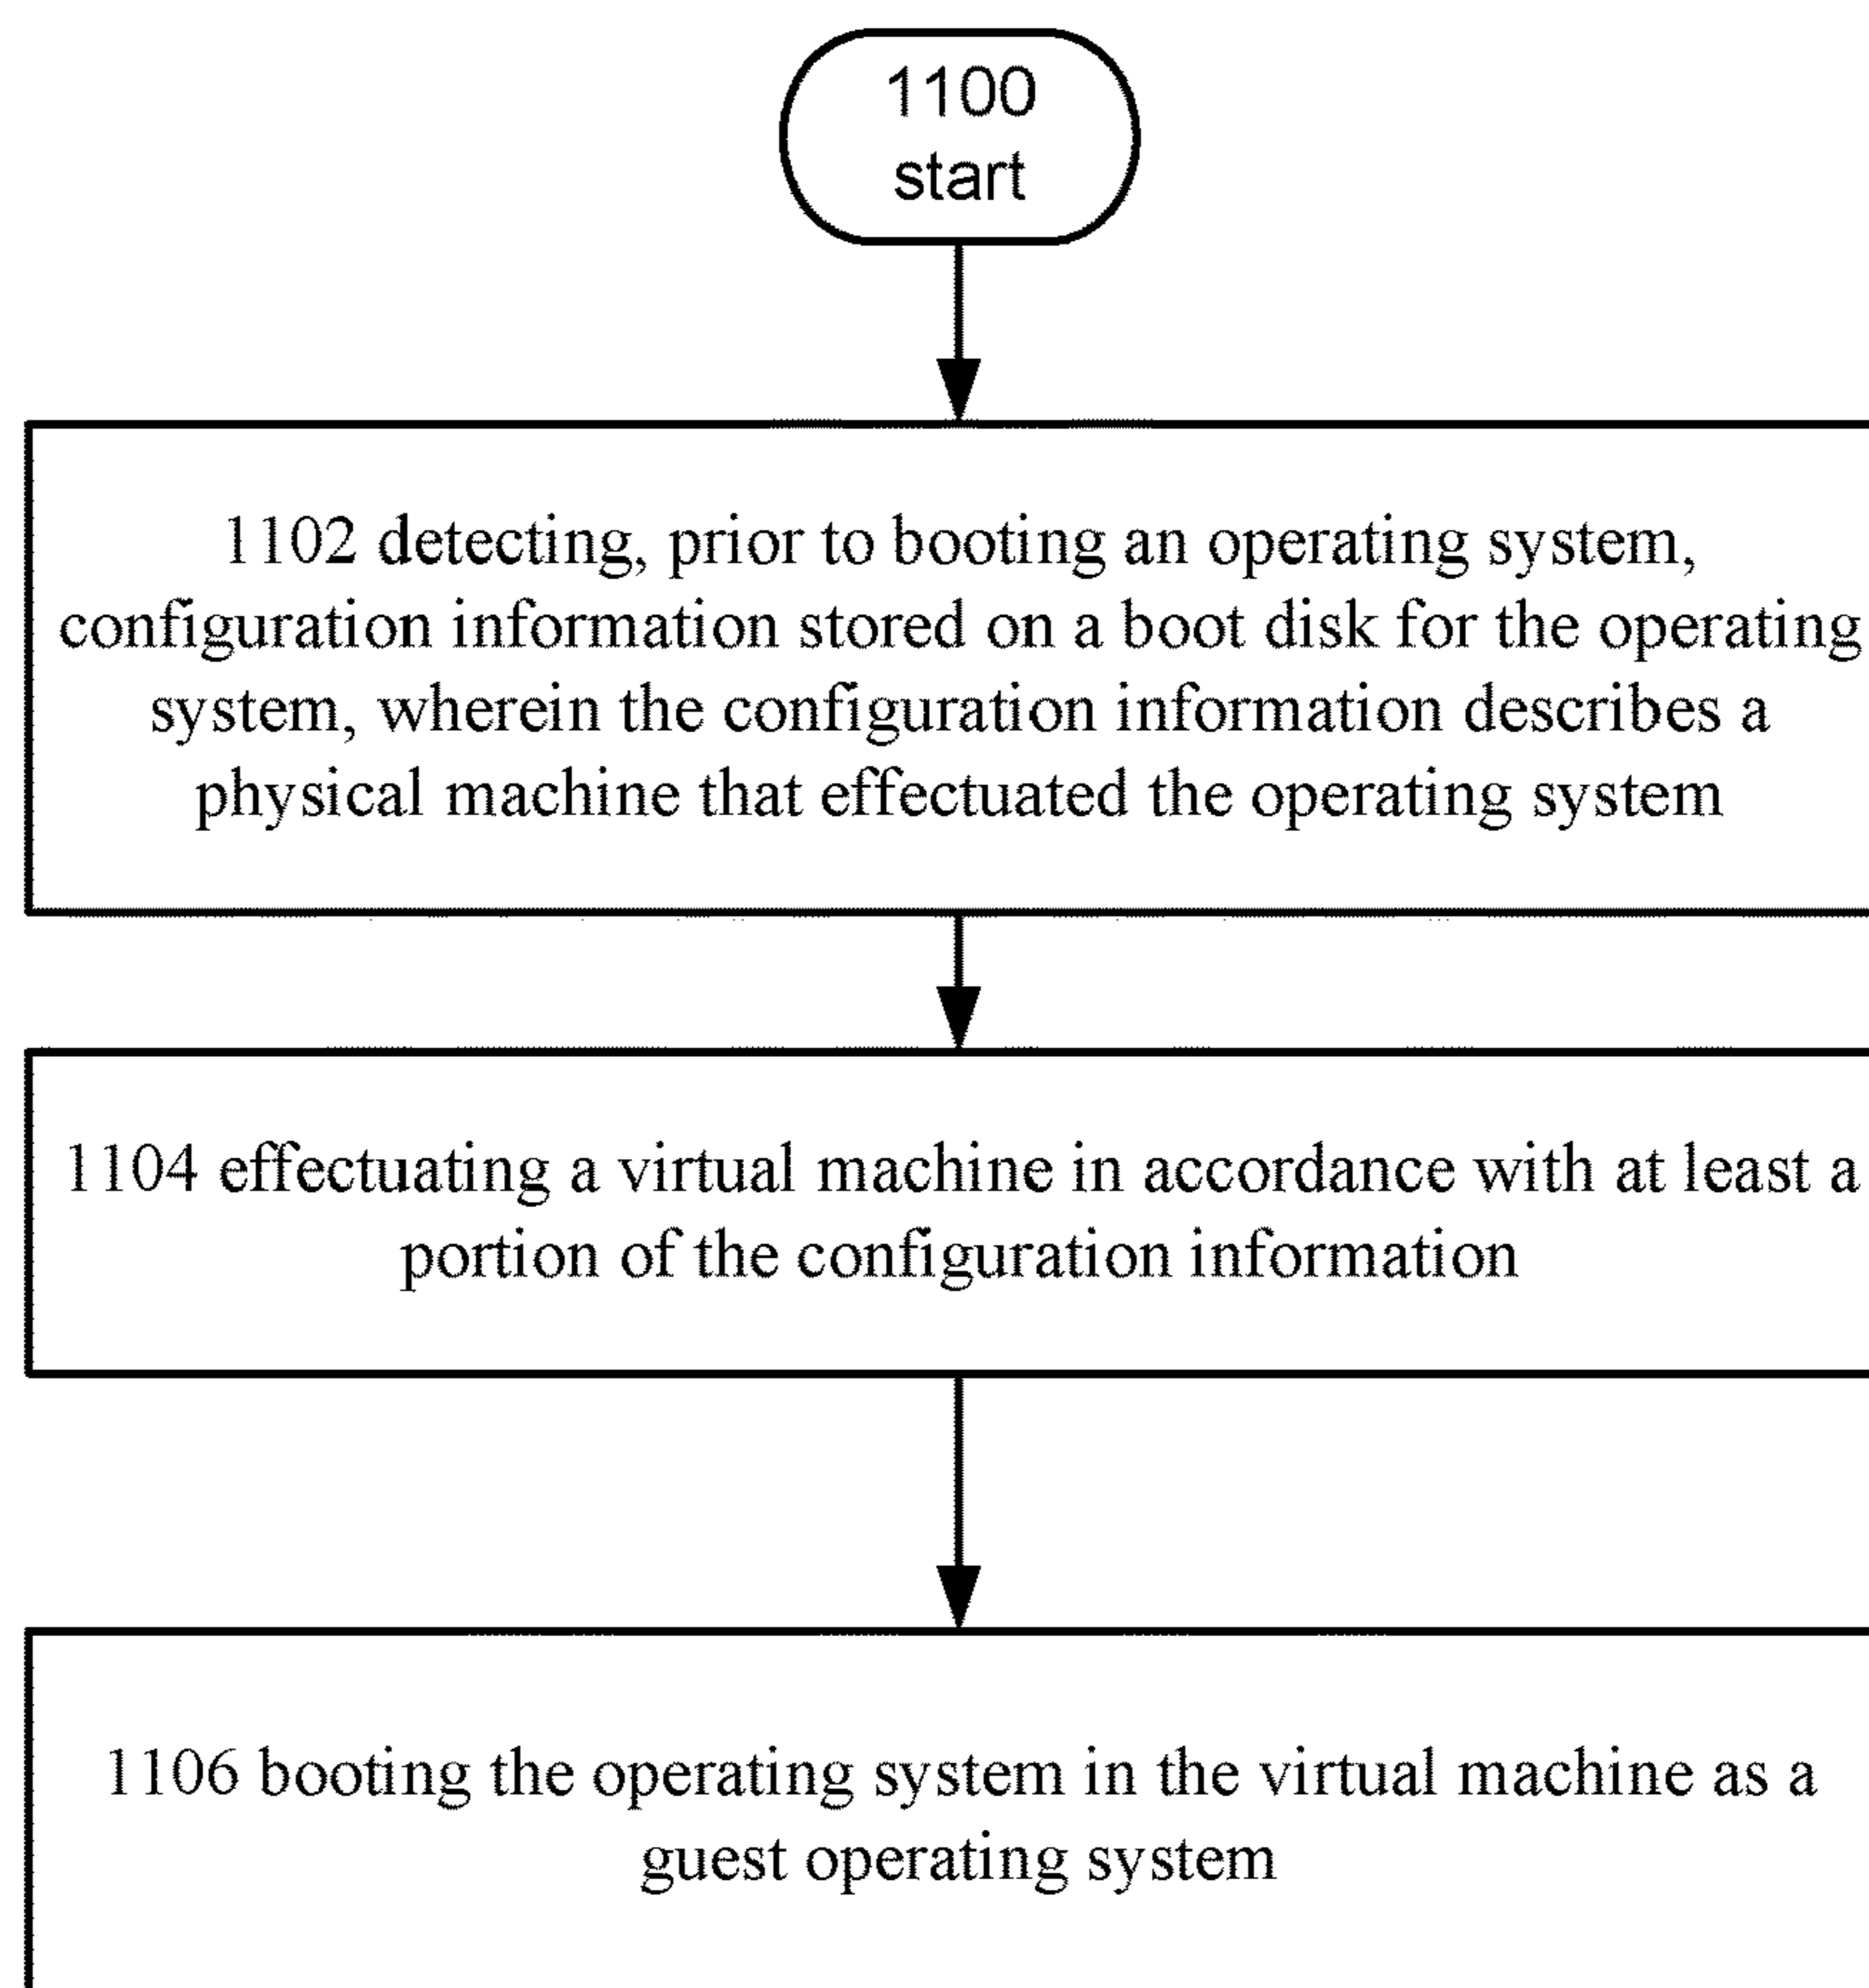 1100
start
1102 detecting, prior to booting an operating system,
configuration information stored on a boot disk for the operating
system, wherein the configuration information describes a
physical machine that effectuated the operating system
1104 effectuating a virtual machine in accordance with at least a
portion of the configuration information
1106 booting the operating system in the virtual machine as a
guest operating system